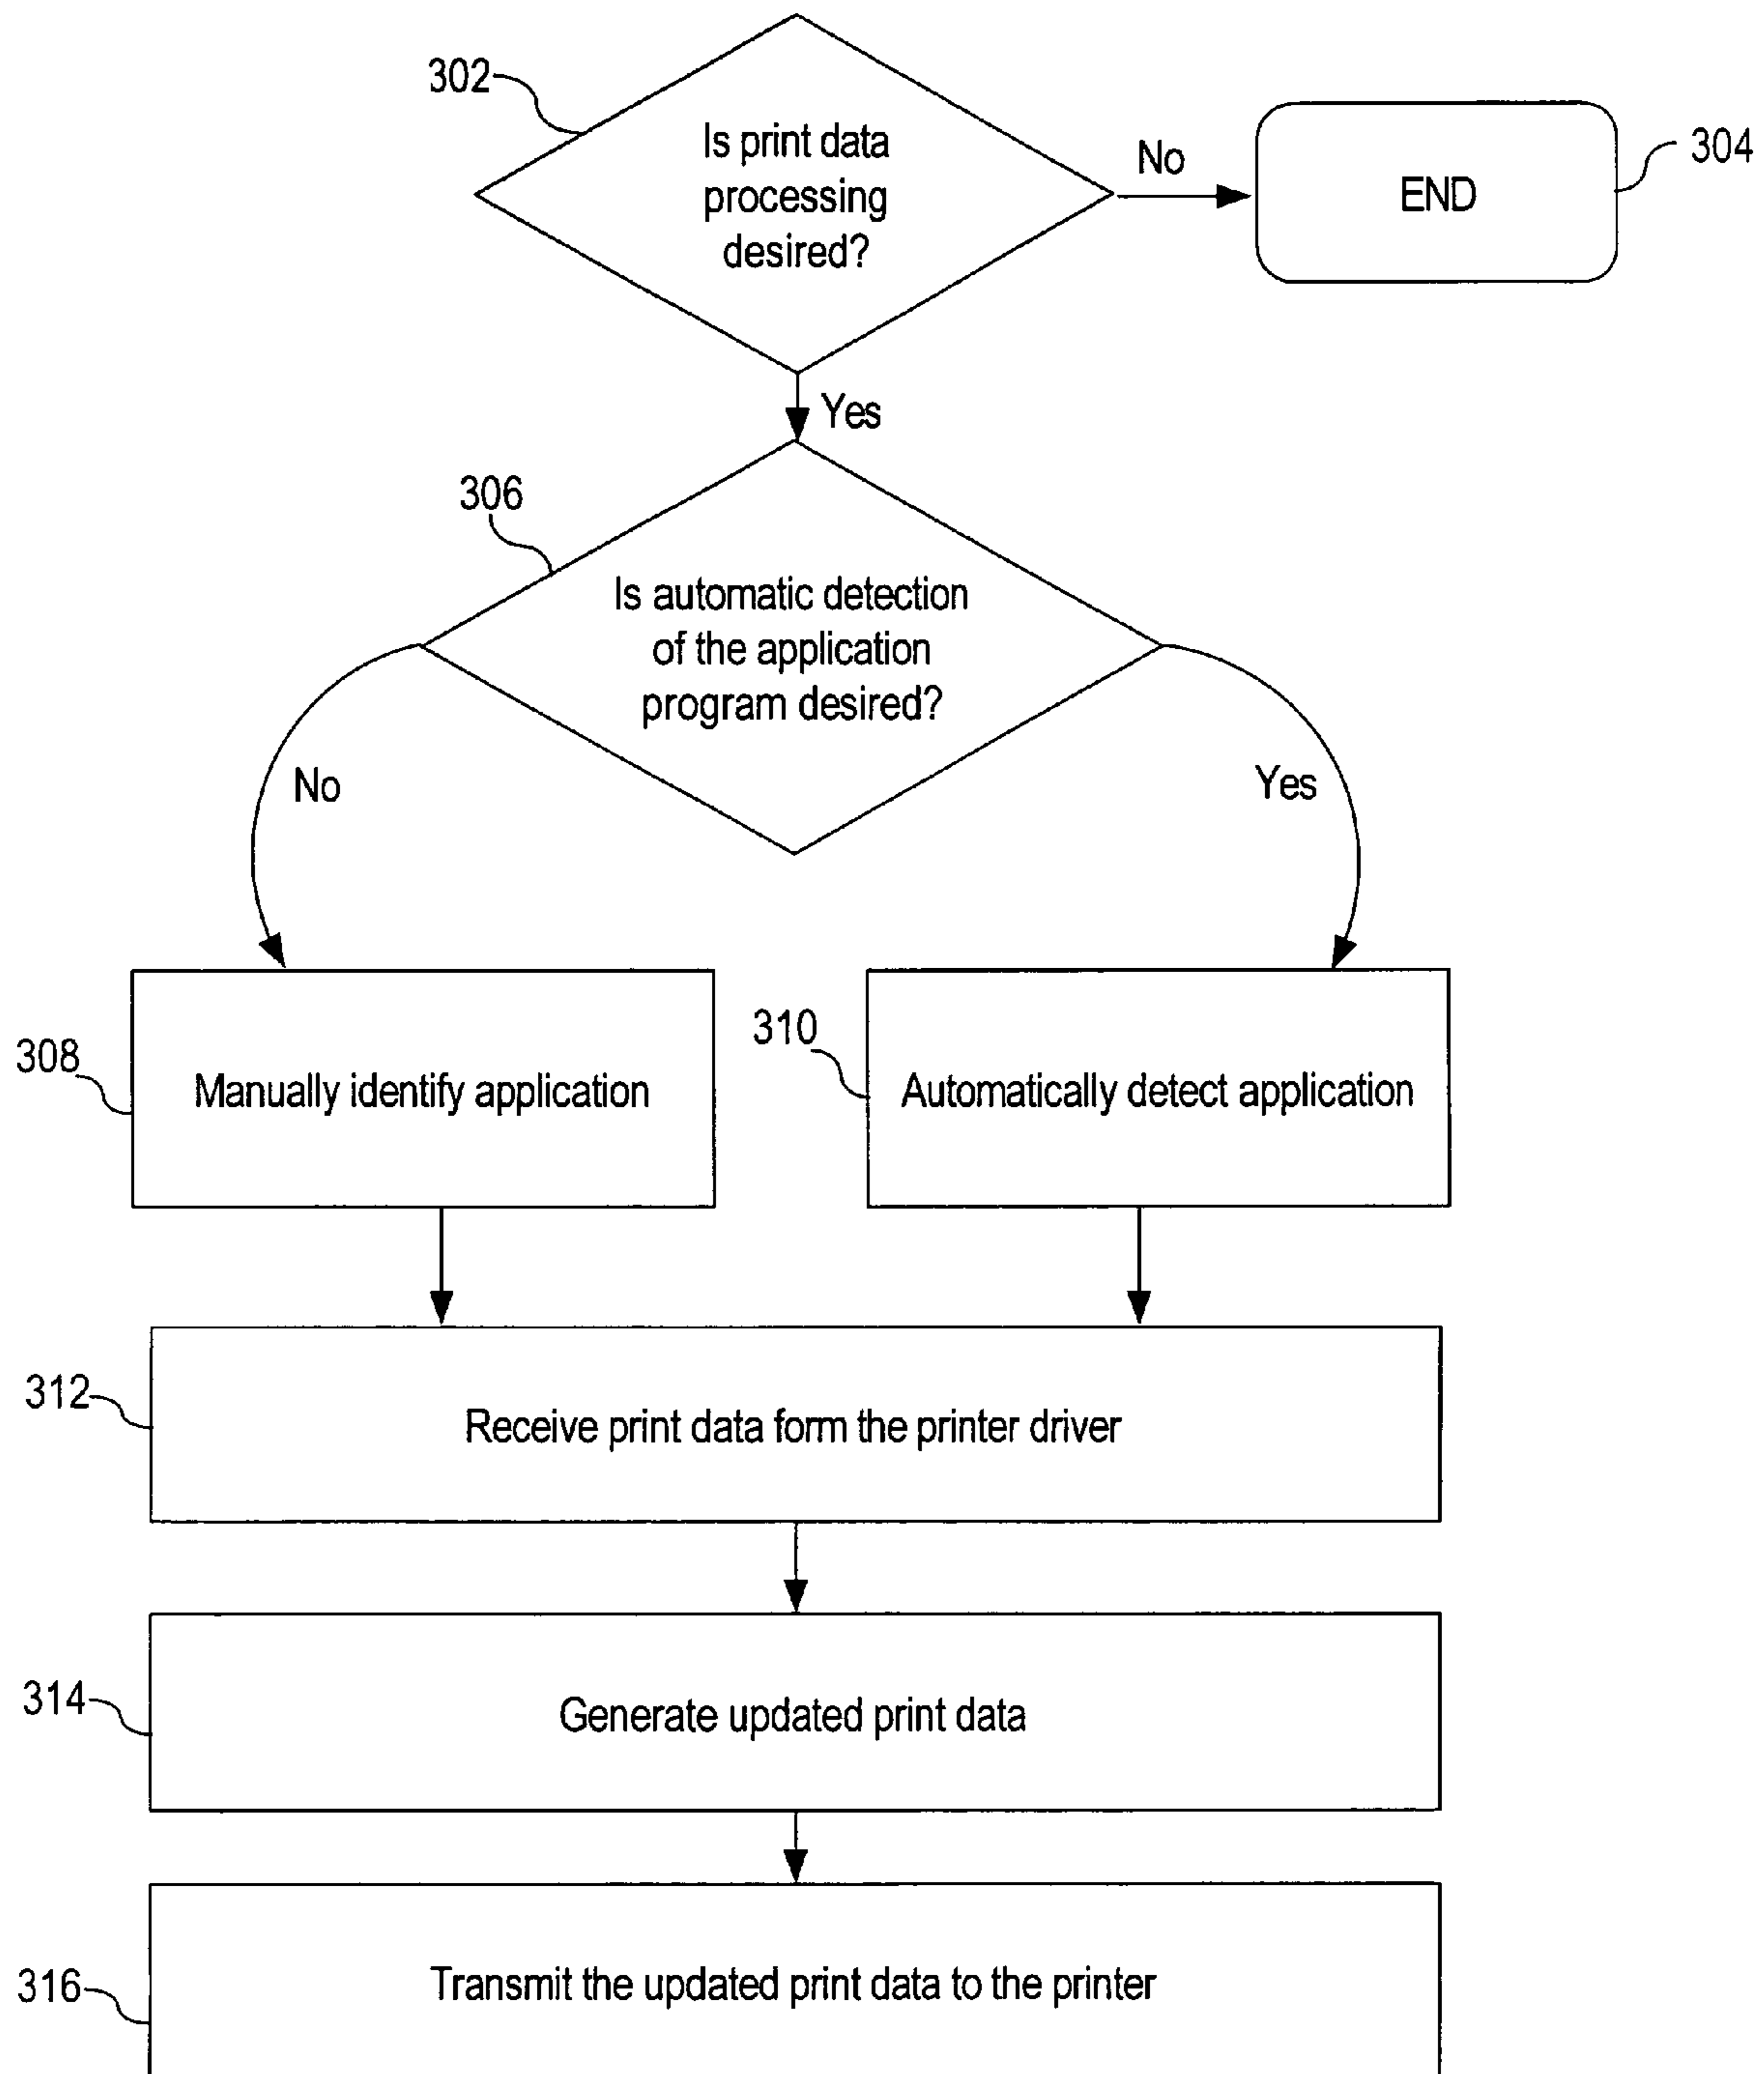 302
Is print data
processing
desired?
No
END
304
Yes
306
Is automatic detection
of the application
program desired?
No
Yes
308
Manually identify application
310
Automatically detect application
312
Receive print data form the printer driver
314
Generate updated print data
316
Transmit the updated print data to the printer